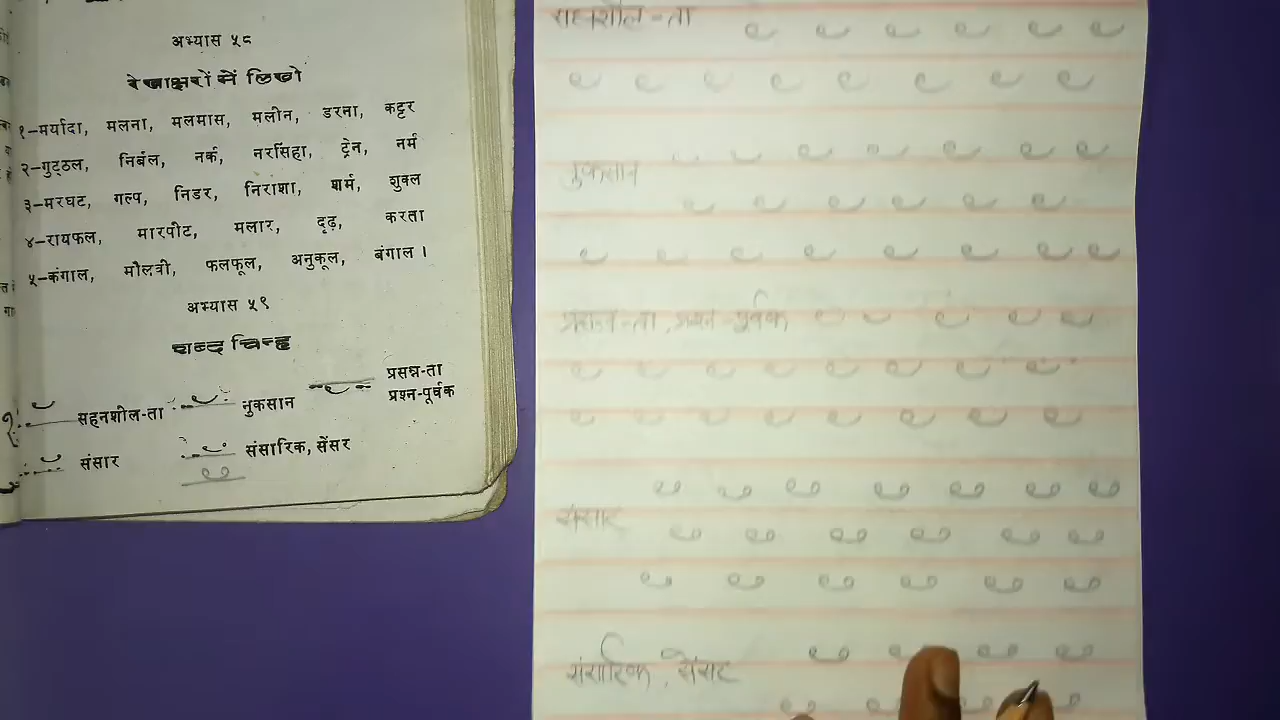 अभ्यास ५८
रेखाक्षरों में लिखो
१-मर्यादा, मलना, मलमास, मलीन, डरना, कट्टर
२-गुट्ठल, निर्बल, नर्क, नरसिंहा, ट्रेन, नर्म
३-मरघट, गल्प, निडर, निराशा, शर्म, शुक्ल
४-रायफल, मारपीट, मलार, दृढ़, करता
५-कंगाल, मौलवी, फलफूल, अनुकूल, बंगाल।
अभ्यास ५९
शब्द चिन्ह
सहनशील-ता नुकसान प्रसन्न-ता
प्रश्न-पूर्वक
संसार संसारिक, सेंसर
सहनशील-ता
नुकसान
प्रसन्न-ता, प्रश्न-पूर्वक
संसार
संसारिक, सेंसर